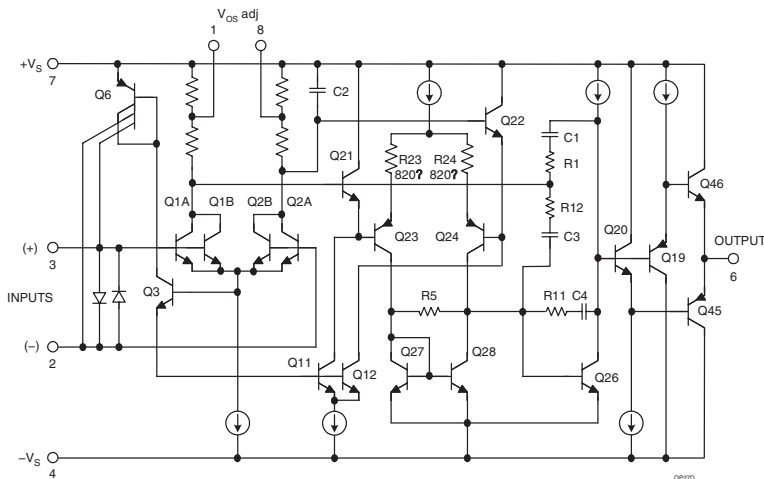 VOS adj
1 8
+VS
7
Q6
C2
Q22
C1
R1
Q21
R23
820?
R24
820?
Q46
Q1A Q1B Q2B Q2A
R12
C3
Q20
Q23
Q24
Q19
OUTPUT
6
(+)
3
INPUTS
Q3
R5
R11 C4
Q45
(–)
2
Q11
Q12
Q27
Q28
Q26
–VS
4
OP27D